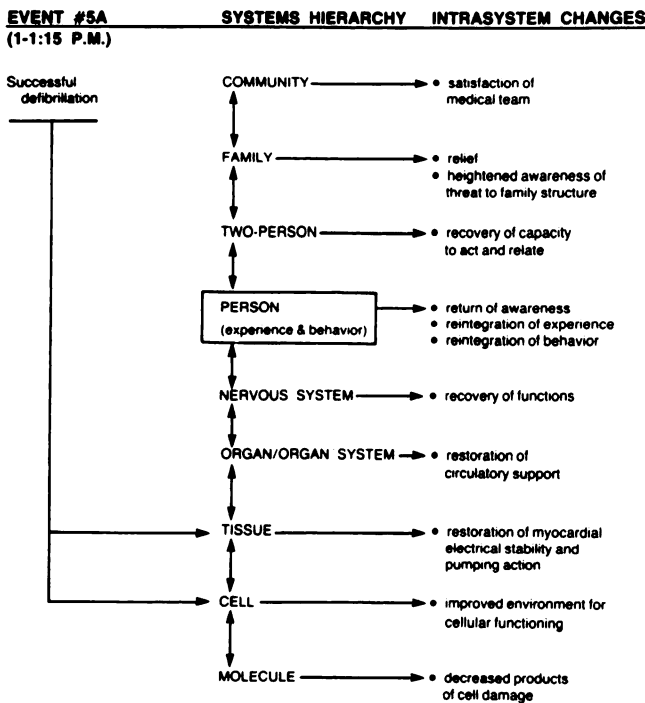 EVENT #5A SYSTEMS HIERARCHY INTRASYSTEM CHANGES
(1-1:15 P.M.)
Successful
defibrillation
COMMUNITY
• satisfaction of
medical team
FAMILY
• relief
• heightened awareness of
threat to family structure
TWO-PERSON
• recovery of capacity
to act and relate
PERSON
(experience & behavior)
• return of awareness
• reintegration of experience
• reintegration of behavior
NERVOUS SYSTEM
• recovery of functions
ORGAN/ORGAN SYSTEM
• restoration of
circulatory support
TISSUE
• restoration of myocardial
electrical stability and
pumping action
CELL
• improved environment for
cellular functioning
MOLECULE
• decreased products
of cell damage